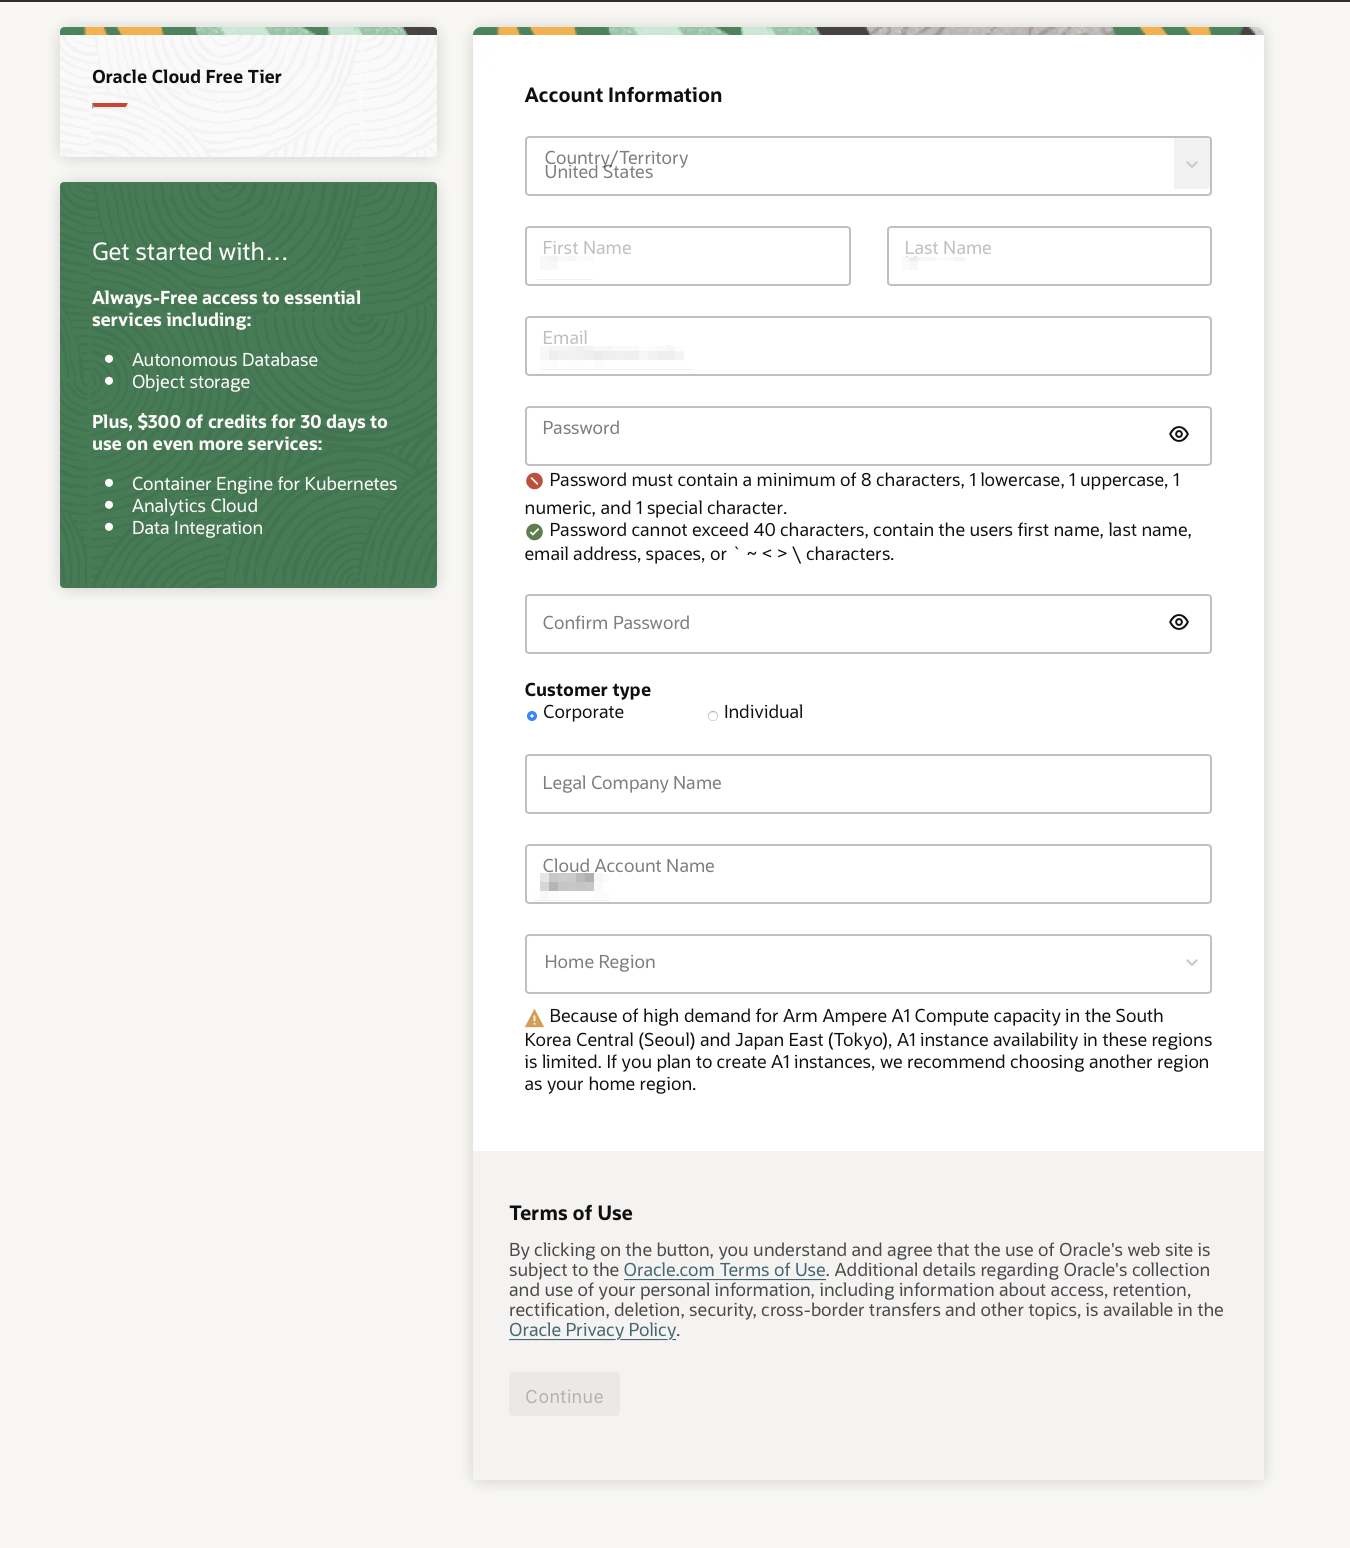 Oracle Cloud Free Tier
Get started with...
Always-Free access to essential
services including:
Autonomous Database
Object storage
Plus, $300 of credits for 30 days to
use on even more services:
Container Engine for Kubernetes
Analytics Cloud
Data Integration
Account Information
Country/Territory
United States
First Name
Last Name
Email
Password
Password must contain a minimum of 8 characters, 1 lowercase, 1 uppercase, 1
numeric, and 1 special character.
Password cannot exceed 40 characters, contain the users first name, last name,
email address, spaces, or ` ~ < > \ characters.
Confirm Password
Customer type
Corporate
Individual
Legal Company Name
Cloud Account Name
Home Region
Because of high demand for Arm Ampere A1 Compute capacity in the South
Korea Central (Seoul) and Japan East (Tokyo), A1 instance availability in these regions
is limited. If you plan to create A1 instances, we recommend choosing another region
as your home region.
Terms of Use
By clicking on the button, you understand and agree that the use of Oracle's web site is
subject to the Oracle.com Terms of Use. Additional details regarding Oracle's collection
and use of your personal information, including information about access, retention,
rectification, deletion, security, cross-border transfers and other topics, is available in the
Oracle Privacy Policy.
Continue